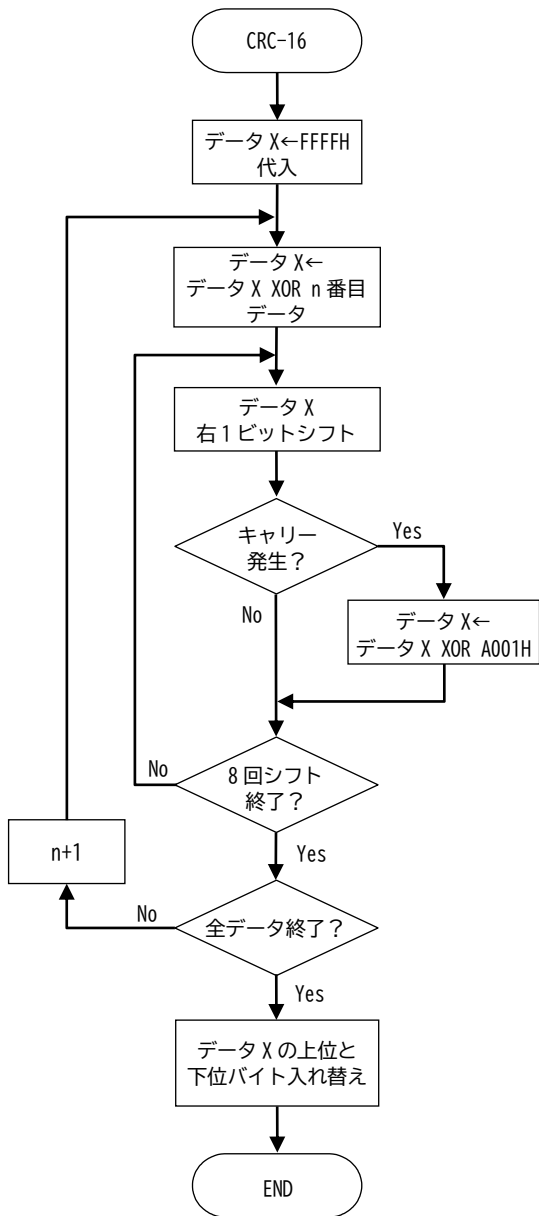 CRC-16
データ X←FFFFH
代入
データ X←
データ X XOR n 番目
データ
データ X
右1ビットシフト
キャリー
発生?
Yes
No
データ X←
データ X XOR A001H
8回シフト
終了?
No
Yes
n+1
全データ終了?
No
Yes
データ X の上位と
下位バイト入れ替え
END